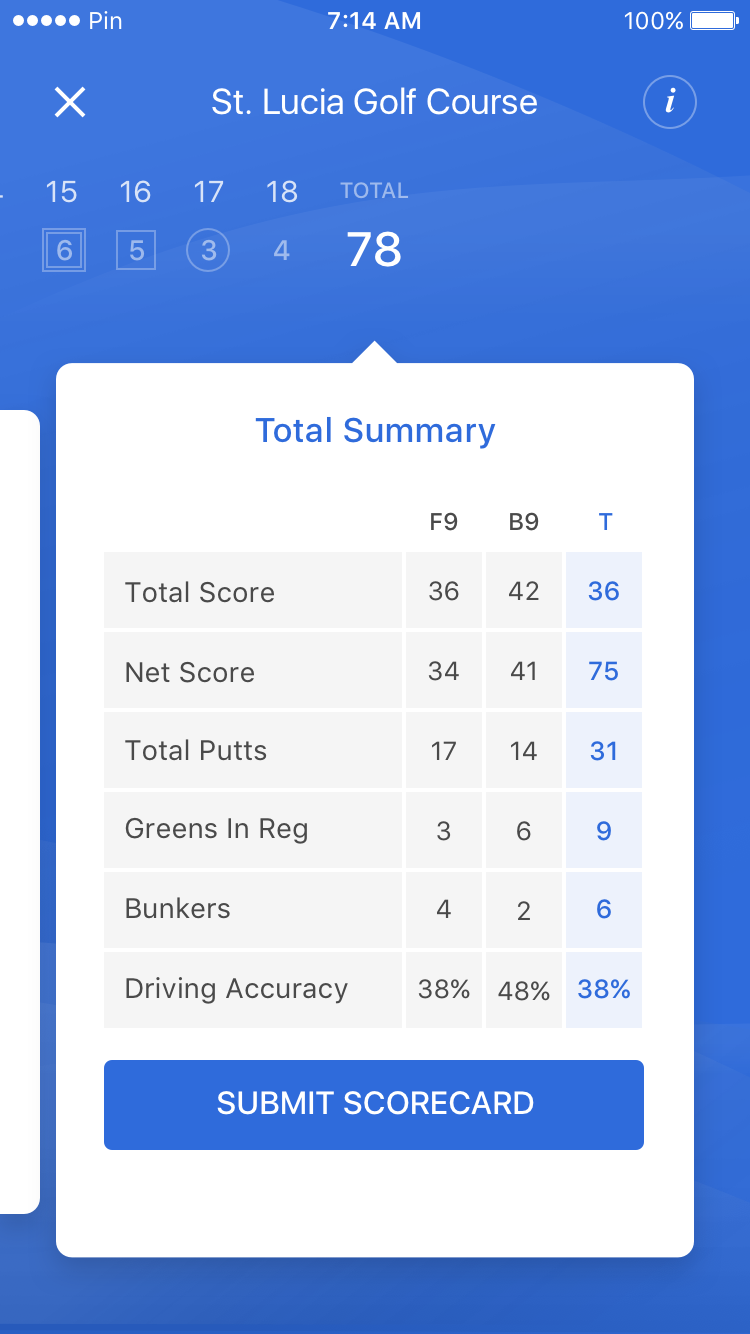 Pin 7:14 AM 100%
St. Lucia Golf Course i
15 16 17 18 TOTAL
6 5 3 4 78
Total Summary
F9 B9 T
Total Score 36 42 36
Net Score 34 41 75
Total Putts 17 14 31
Greens In Reg 3 6 9
Bunkers 4 2 6
Driving Accuracy 38% 48% 38%
SUBMIT SCORECARD